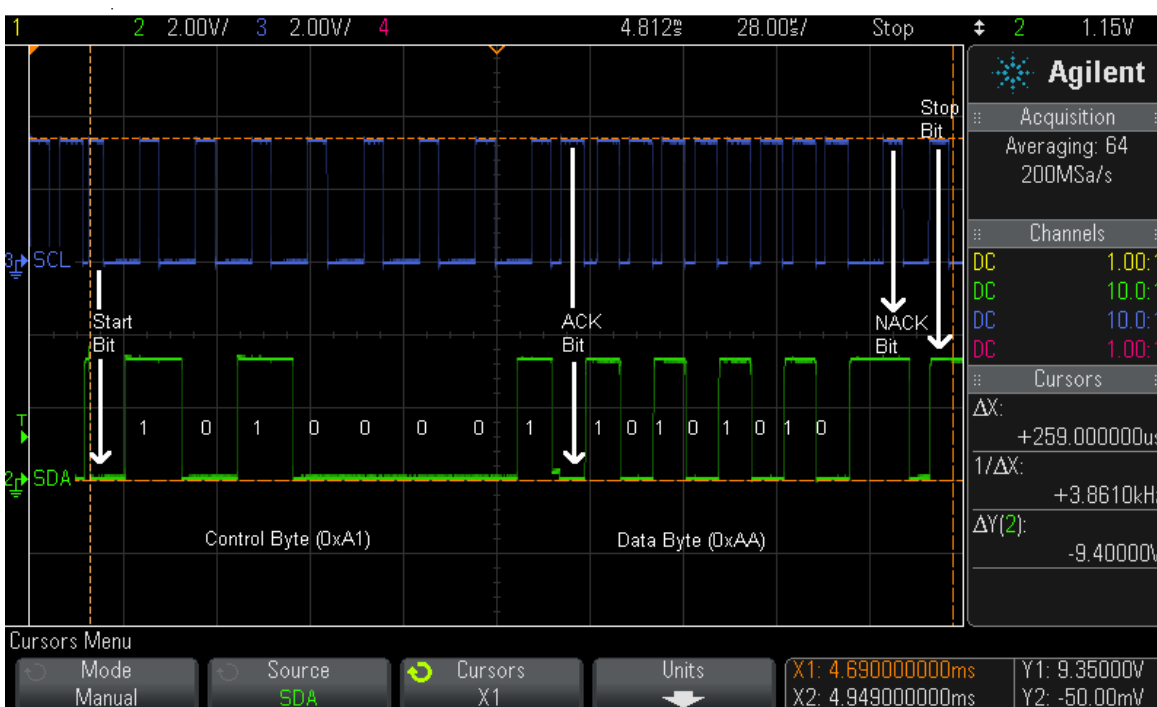 1 2 2.00V/ 3 2.00V/ 4 4.812ms 28.00s/ Stop 2 1.15V
Agilent
Stop
Bit
Acquisition
Averaging: 64
200MSa/s
Channels
DC 1.00:1
DC 10.0:1
DC 10.0:1
DC 1.00:1
3 SCL
Start
Bit
ACK
Bit
NACK
Bit
Cursors
ΔX:
+259.000000us
1/ΔX:
+3.8610kHz
ΔY(2):
-9.40000V
T
1 0 1 0 0 0 0 1 1 0 1 0 1 0 1 0
2 SDA
Control Byte (0xA1) Data Byte (0xAA)
Cursors Menu
Mode
Manual
Source
SDA
Cursors
X1
Units
X1: 4.690000000ms
X2: 4.949000000ms
Y1: 9.35000V
Y2: -50.00mV